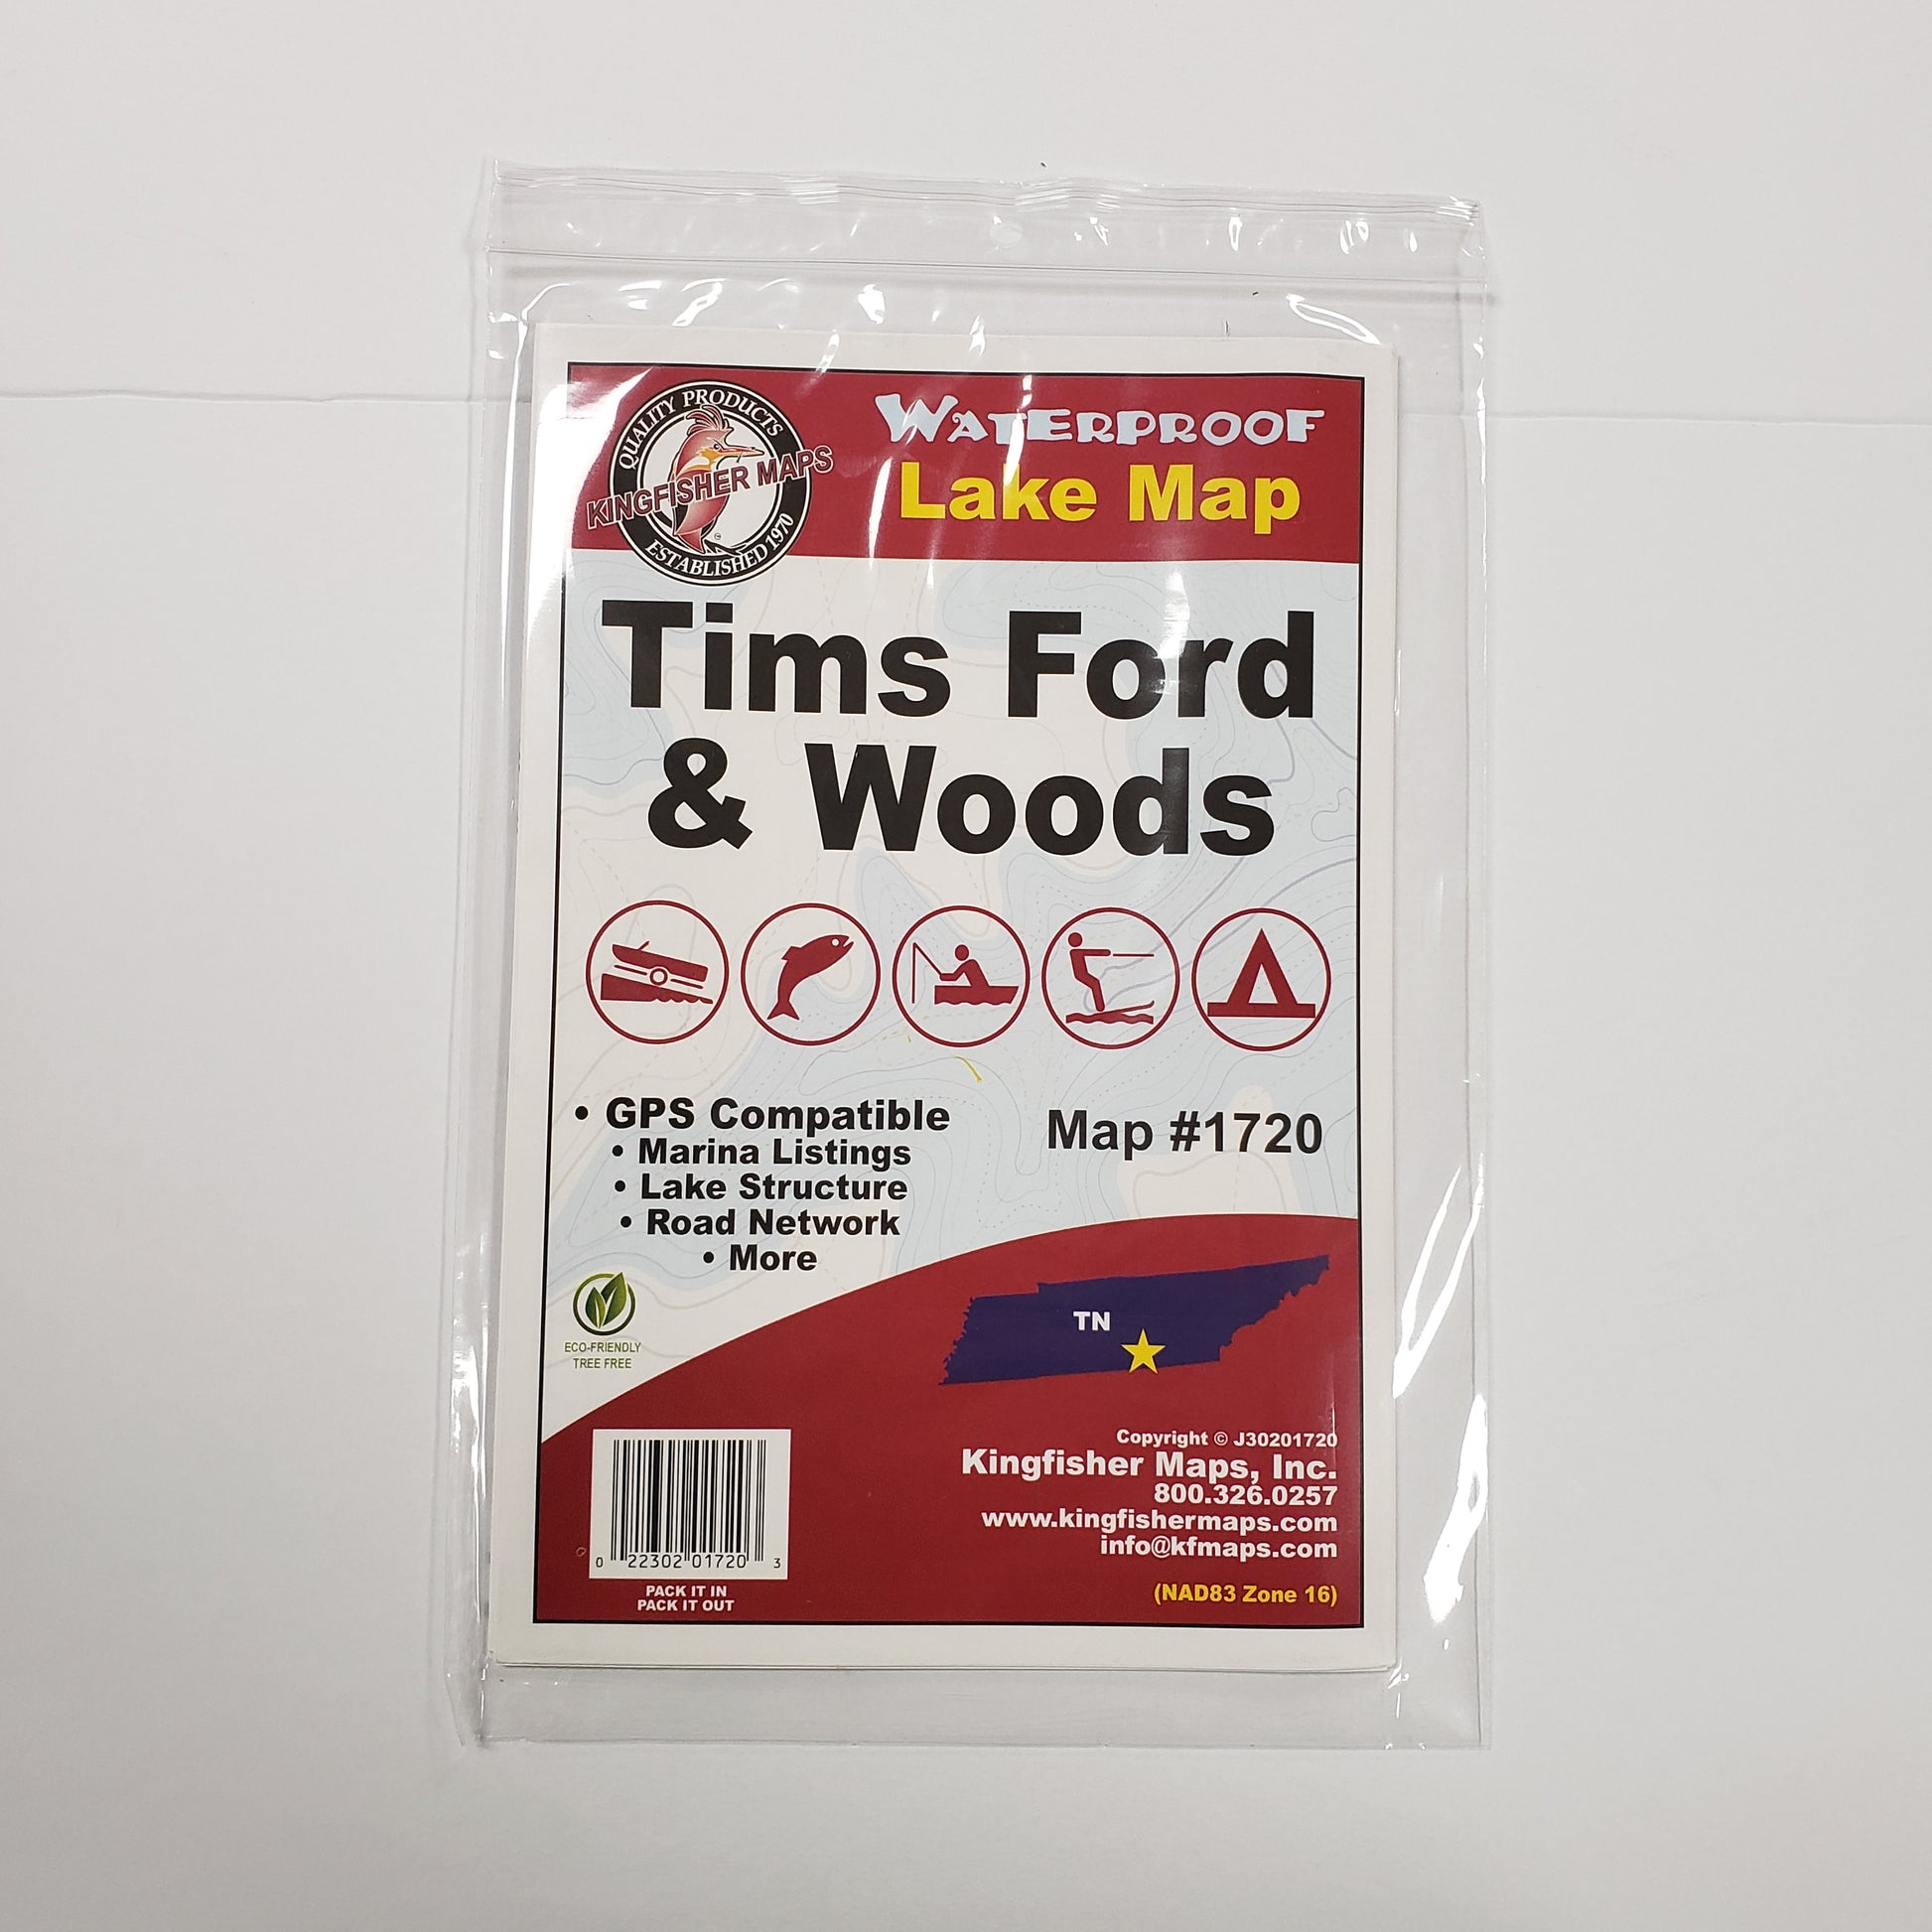 QUALITY PRODUCTS
KINGFISHER MAPS
ESTABLISHED 1970
WATERPROOF
Lake Map
Tims Ford
& Woods
• GPS Compatible
• Marina Listings
• Lake Structure
• Road Network
• More
Map #1720
ECO-FRIENDLY
TREE FREE
TN
Copyright © J30201720
Kingfisher Maps, Inc.
800.326.0257
www.kingfishermaps.com
info@kfmaps.com
(NAD83 Zone 16)
0 22302 01720 3
PACK IT IN
PACK IT OUT